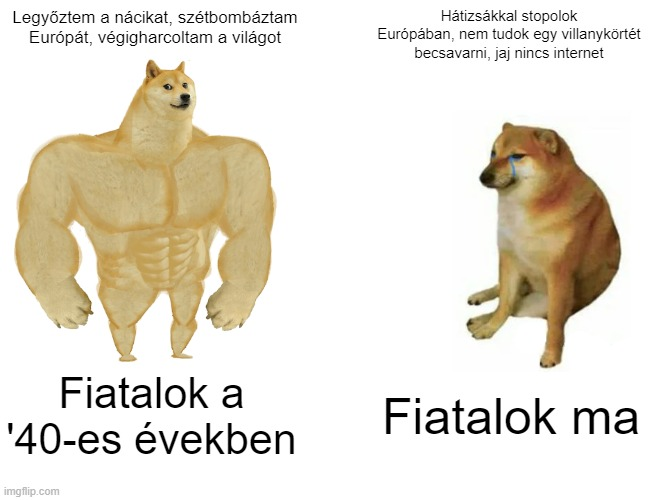 Legyőztem a nácikat, szétbombáztam
Európát, végigharcoltam a világot
Hátizsákkal stopolok
Európában, nem tudok egy villanykörtét
becsavarni, jaj nincs internet
Fiatalok a
'40-es években
Fiatalok ma
imgflip.com